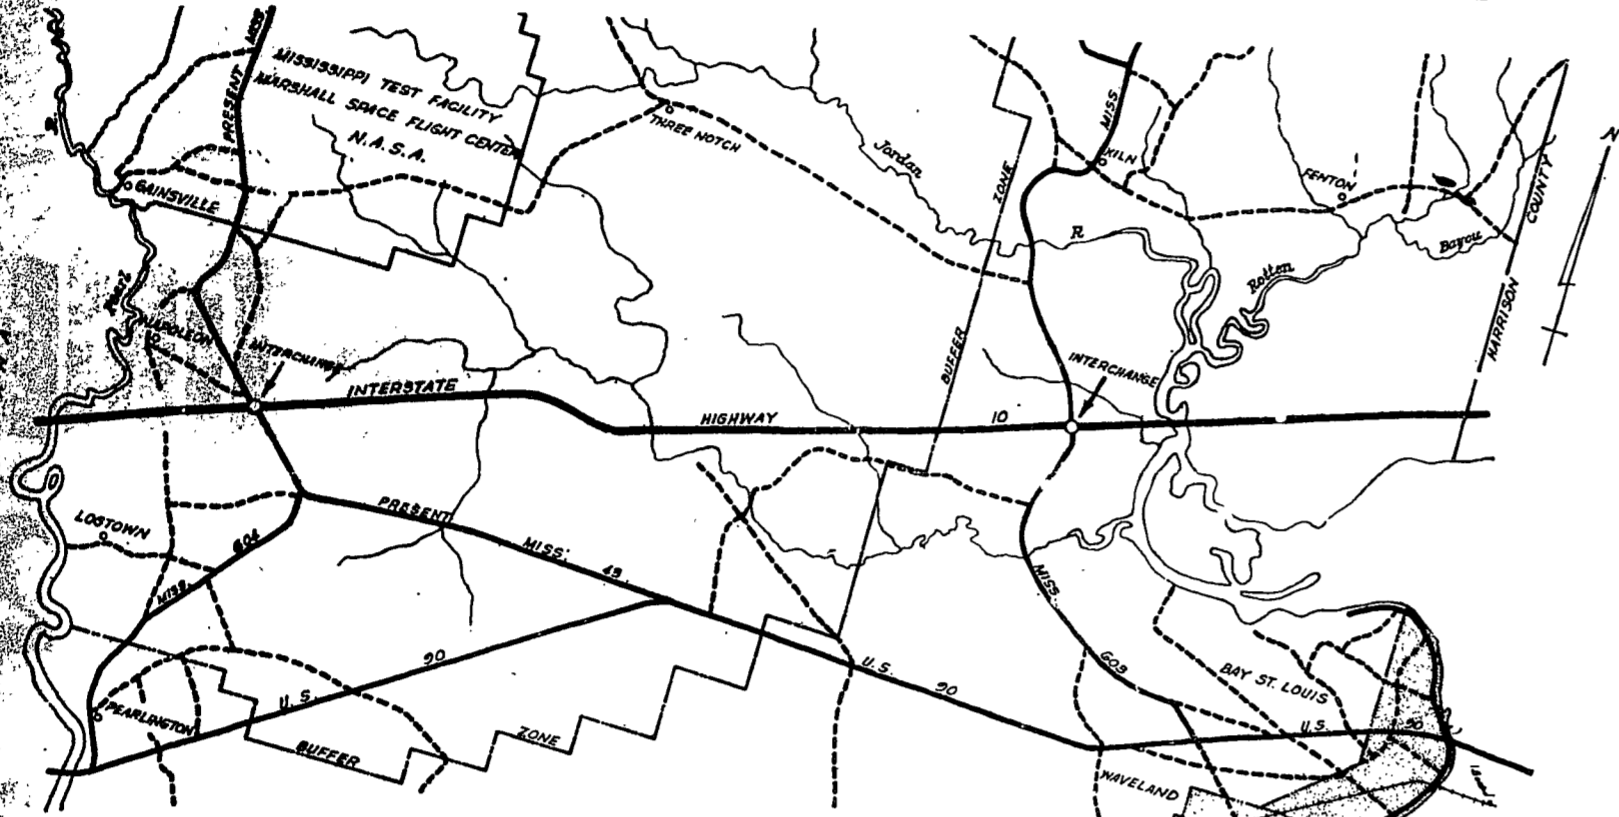 MISS.
PRESENT
MISSISSIPPI TEST FACILITY
MARSHALL SPACE FLIGHT CENTER
N.A.S.A.
THREE NOTCH
Jordan
R
ZONE
BUFFER
MISS.
KILN
FENTON
COUNTY
HARRISON
Bayou
Rotten
N
R.
GAINSVILLE
Pearl
NAPOLEON
INTERCHANGE
INTERSTATE
HIGHWAY
10
INTERCHANGE
LOGTOWN
MISS. 604
PRESENT
MISS. 43
PEARLINGTON
U.S. 90
BUFFER
ZONE
U.S. 90
MISS.
603
BAY ST. LOUIS
U.S. 90
WAVELAND